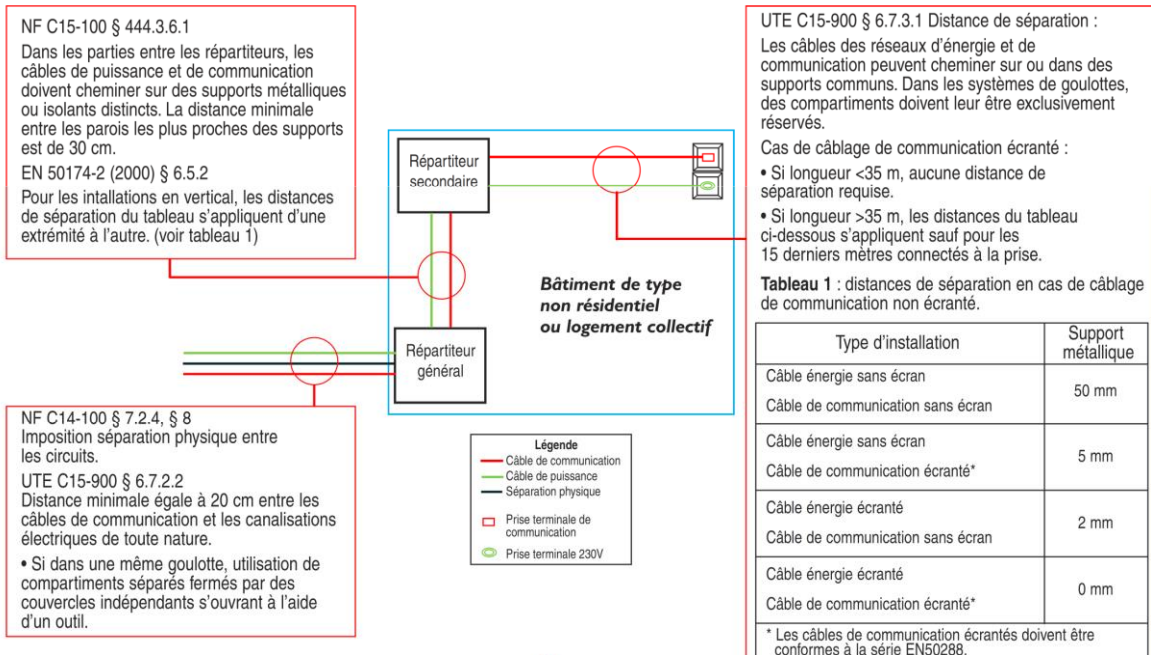 NF C15-100 § 444.3.6.1
Dans les parties entre les répartiteurs, les
câbles de puissance et de communication
doivent cheminer sur des supports métalliques
ou isolants distincts. La distance minimale
entre les parois les plus proches des supports
est de 30 cm.
EN 50174-2 (2000) § 6.5.2
Pour les intallations en vertical, les distances
de séparation du tableau s’appliquent d’une
extrémité à l’autre. (voir tableau 1)
NF C14-100 § 7.2.4, § 8
Imposition séparation physique entre
les circuits.
UTE C15-900 § 6.7.2.2
Distance minimale égale à 20 cm entre les
câbles de communication et les canalisations
électriques de toute nature.
• Si dans une même goulotte, utilisation de
compartiments séparés fermés par des
couvercles indépendants s’ouvrant à l’aide
d’un outil.
Répartiteur
secondaire
Bâtiment de type
non résidentiel
ou logement collectif
Répartiteur
général
Légende
Câble de communication
Câble de puissance
Séparation physique
Prise terminale de
communication
Prise terminale 230V
UTE C15-900 § 6.7.3.1 Distance de séparation :
Les câbles des réseaux d’énergie et de
communication peuvent cheminer sur ou dans des
supports communs. Dans les systèmes de goulottes,
des compartiments doivent leur être exclusivement
réservés.
Cas de câblage de communication écranté :
• Si longueur <35 m, aucune distance de
séparation requise.
• Si longueur >35 m, les distances du tableau
ci-dessous s’appliquent sauf pour les
15 derniers mètres connectés à la prise.
Tableau 1 : distances de séparation en cas de câblage
de communication non écranté.
Type d’installation
Support
métallique
Câble énergie sans écran
Câble de communication sans écran
50 mm
Câble énergie sans écran
Câble de communication écranté*
5 mm
Câble énergie écranté
Câble de communication sans écran
2 mm
Câble énergie écranté
Câble de communication écranté*
0 mm
* Les câbles de communication écrantés doivent être
conformes à la série EN50288.